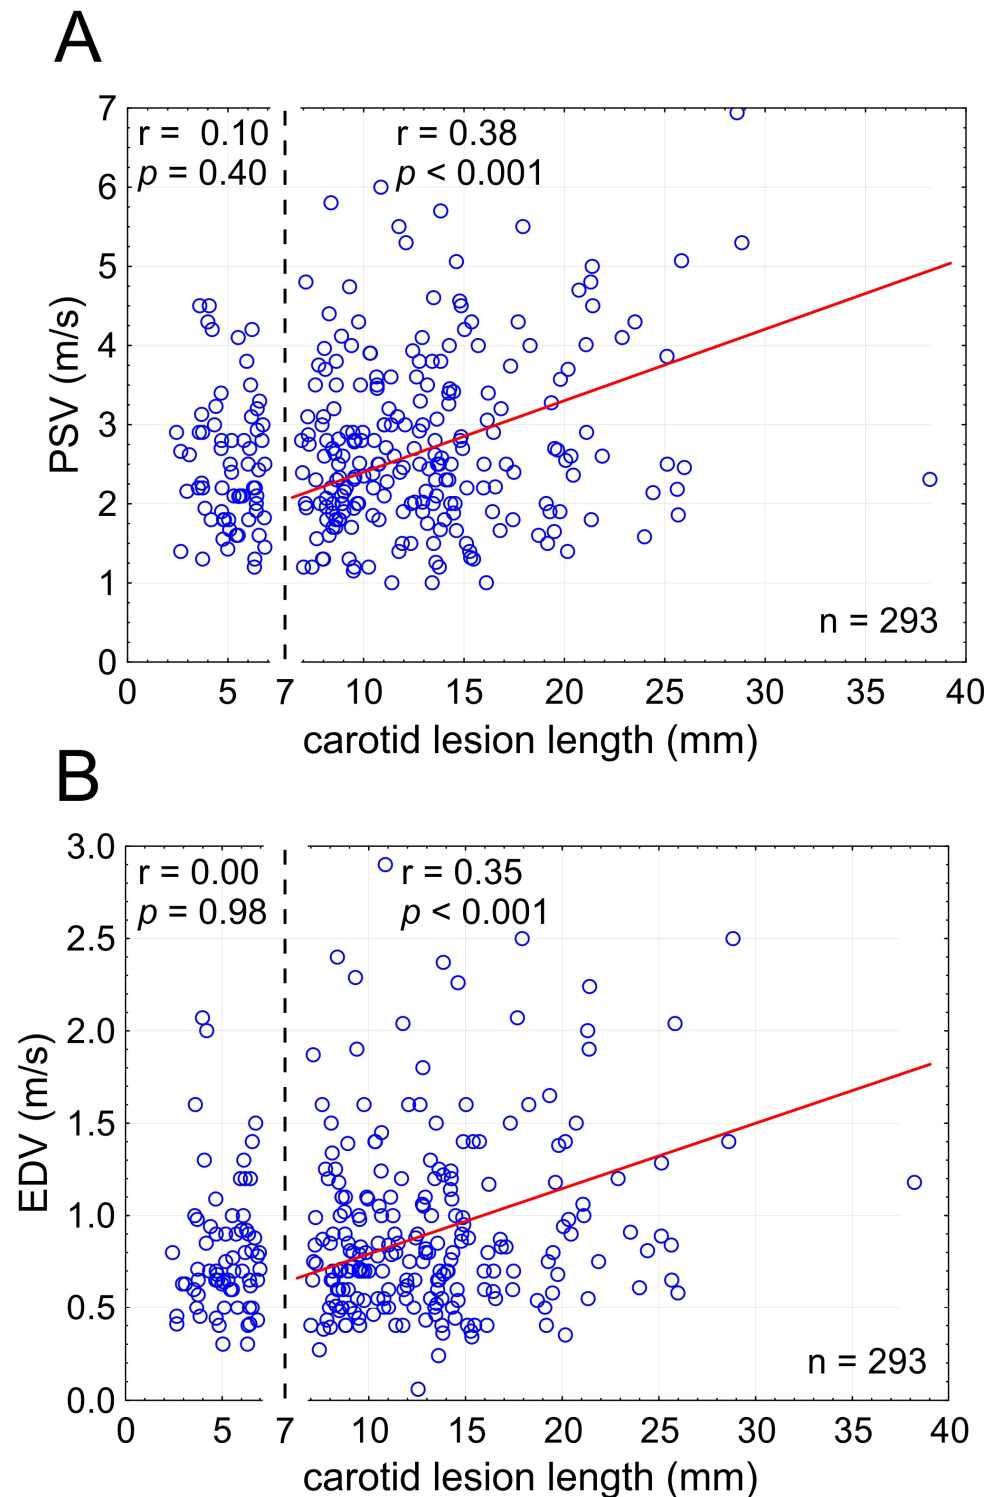 A
7
r = 0.10 r = 0.38
p = 0.40 p < 0.001
6
5
4
3
2
1
0
PSV (m/s)
n = 293
0 5 7 10 15 20 25 30 35 40
carotid lesion length (mm)
B
3.0
r = 0.00 r = 0.35
p = 0.98 p < 0.001
2.5
2.0
1.5
1.0
0.5
0.0
EDV (m/s)
n = 293
0 5 7 10 15 20 25 30 35 40
carotid lesion length (mm)